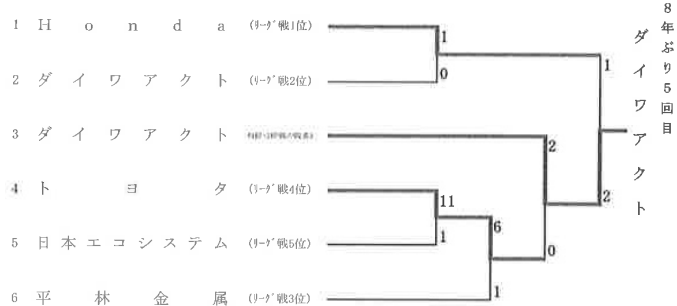 8年ぶり5回目
ダイワアクト
1 Honda (リーグ戦1位)
1
1
2 ダイワアクト (リーグ戦2位)
0
3 ダイワアクト
2
4 トヨタ (リーグ戦4位)
11
2
6
5 日本エコシステム (リーグ戦5位)
1
0
6 平林金属 (リーグ戦3位)
1